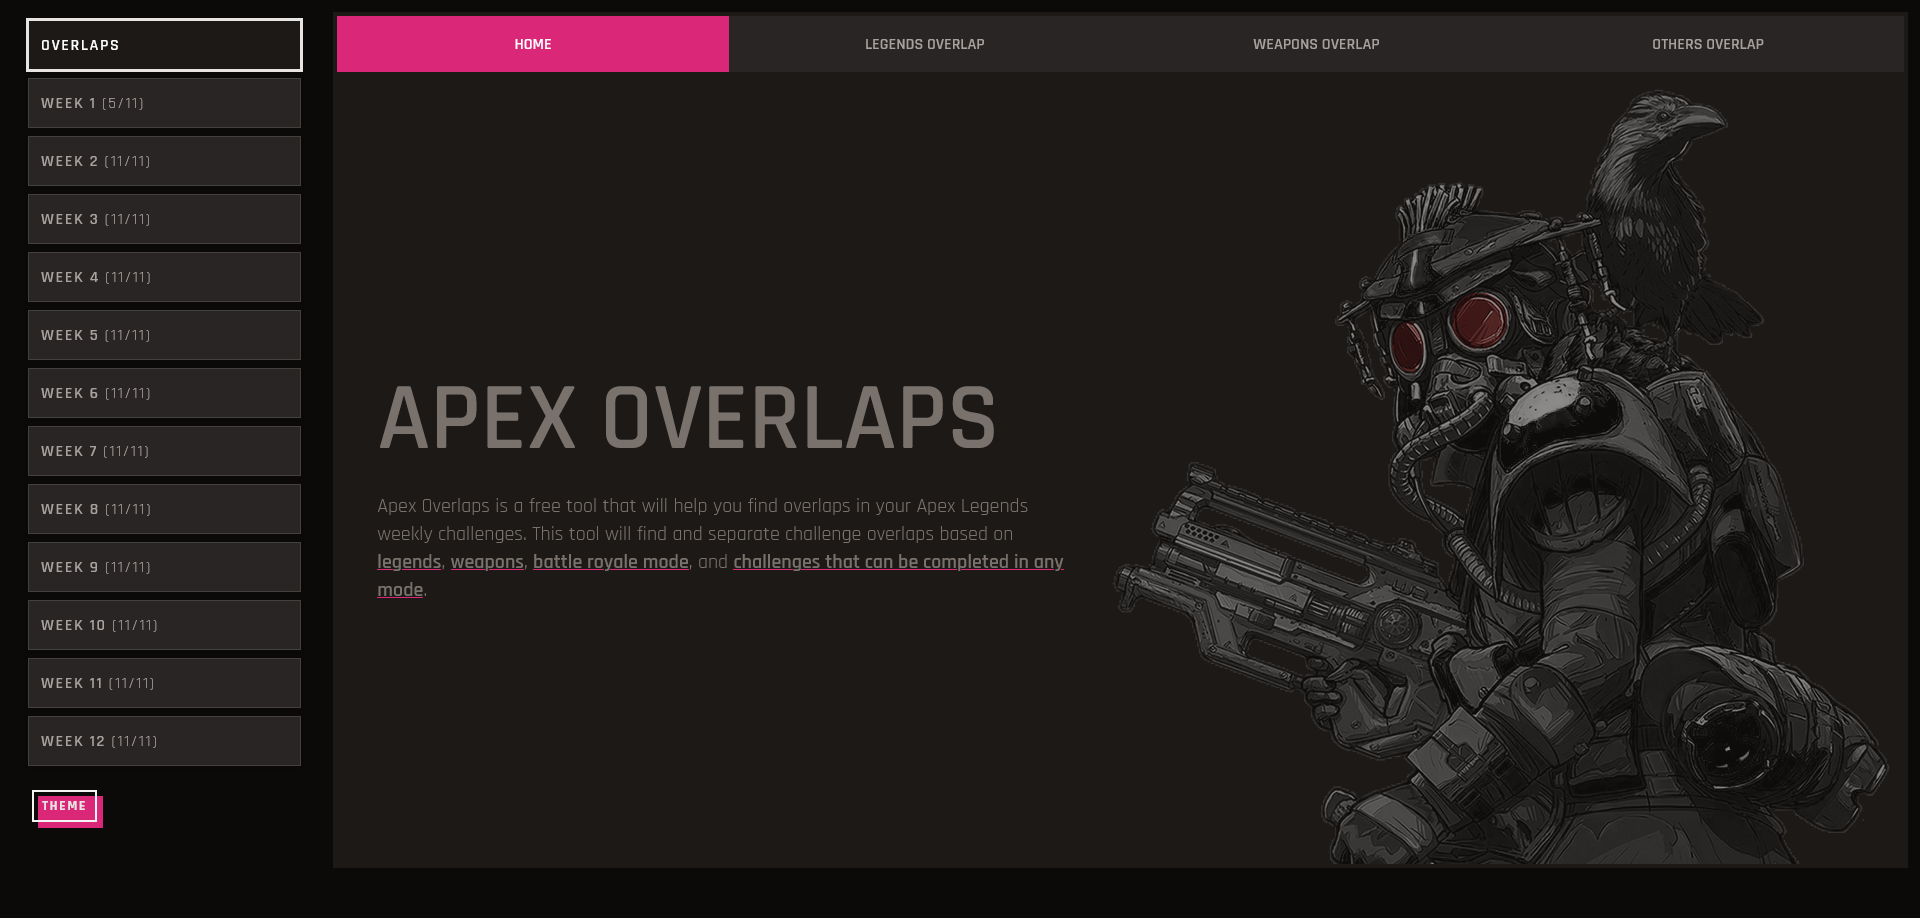 OVERLAPS
WEEK 1 (5/11)
WEEK 2 (11/11)
WEEK 3 (11/11)
WEEK 4 (11/11)
WEEK 5 (11/11)
WEEK 6 (11/11)
WEEK 7 (11/11)
WEEK 8 (11/11)
WEEK 9 (11/11)
WEEK 10 (11/11)
WEEK 11 (11/11)
WEEK 12 (11/11)
THEME
HOME
LEGENDS OVERLAP
WEAPONS OVERLAP
OTHERS OVERLAP
APEX OVERLAPS
Apex Overlaps is a free tool that will help you find overlaps in your Apex Legends
weekly challenges. This tool will find and separate challenge overlaps based on
legends, weapons, battle royale mode, and challenges that can be completed in any
mode.